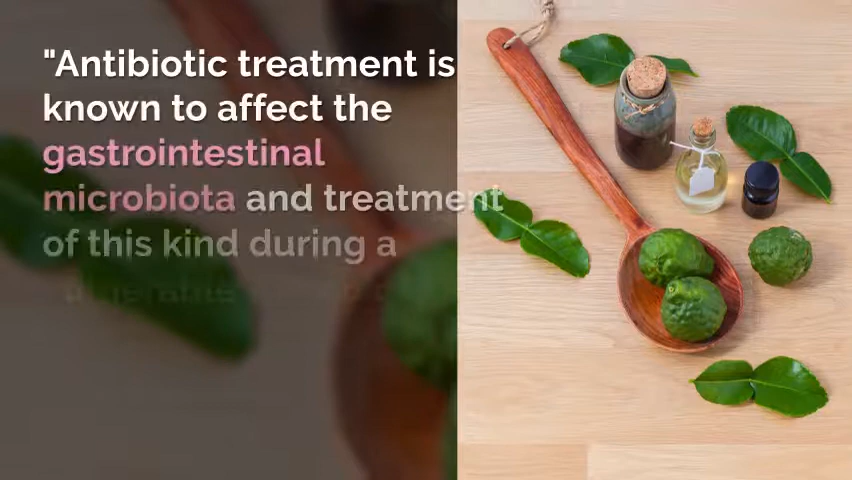 "Antibiotic treatment is
known to affect the
gastrointestinal
microbiota and treatment
of this kind during a